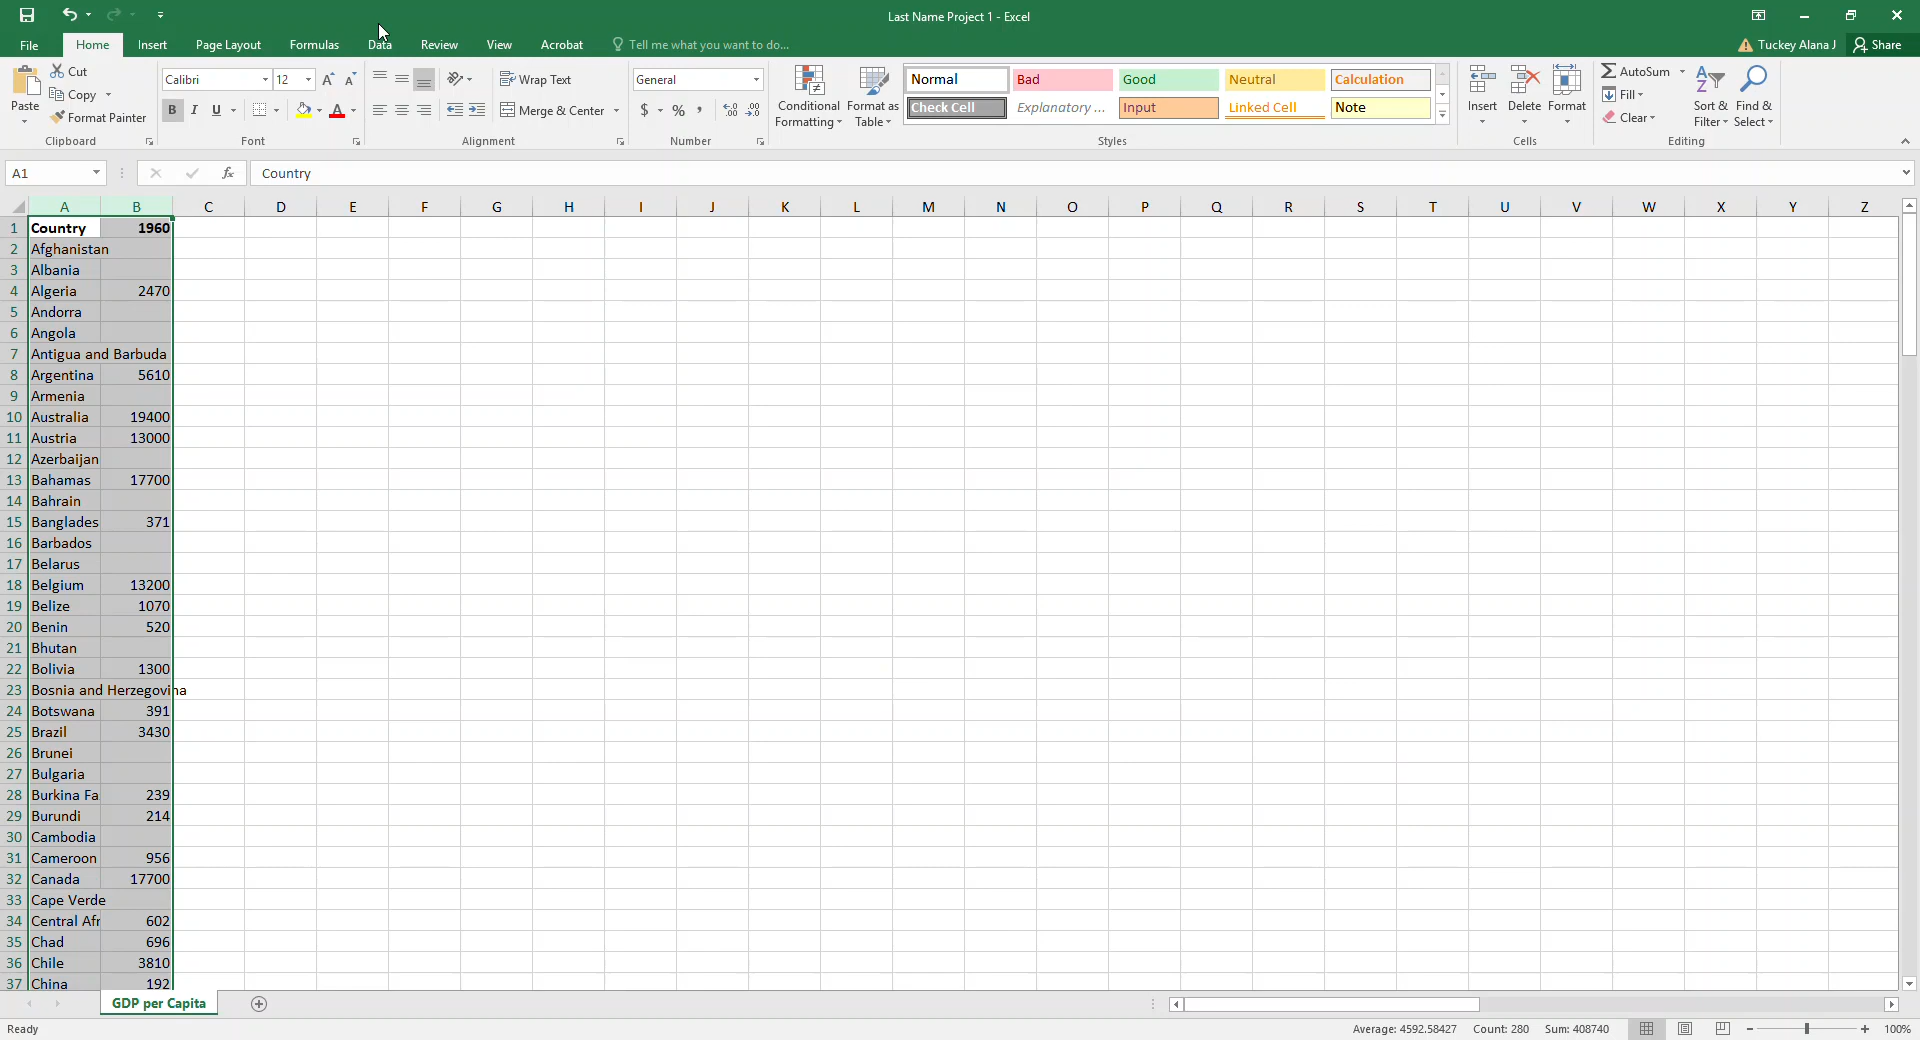 Last Name Project 1 - Excel
File Home Insert Page Layout Formulas Data Review View Acrobat Tell me what you want to do... Tuckey Alana J Share
Paste Cut Copy Format Painter Clipboard
Calibri 12 A A B I U A Font
Wrap Text Merge & Center Alignment
General $ % , .00 .0 Number
Conditional Formatting Format as Table
Normal Bad Good Neutral Calculation
Check Cell Explanatory ... Input Linked Cell Note
Styles
Insert Delete Format Cells
AutoSum Fill Clear Sort & Filter Find & Select Editing
A1 fx Country
A B C D E F G H I J K L M N O P Q R S T U V W X Y Z
1 Country 1960
2 Afghanistan
3 Albania
4 Algeria 2470
5 Andorra
6 Angola
7 Antigua and Barbuda
8 Argentina 5610
9 Armenia
10 Australia 19400
11 Austria 13000
12 Azerbaijan
13 Bahamas 17700
14 Bahrain
15 Banglades 371
16 Barbados
17 Belarus
18 Belgium 13200
19 Belize 1070
20 Benin 520
21 Bhutan
22 Bolivia 1300
23 Bosnia and Herzegovina
24 Botswana 391
25 Brazil 3430
26 Brunei
27 Bulgaria
28 Burkina Fa 239
29 Burundi 214
30 Cambodia
31 Cameroon 956
32 Canada 17700
33 Cape Verde
34 Central Afr 602
35 Chad 696
36 Chile 3810
37 China 192
GDP per Capita
Ready Average: 4592.58427 Count: 280 Sum: 408740 100%